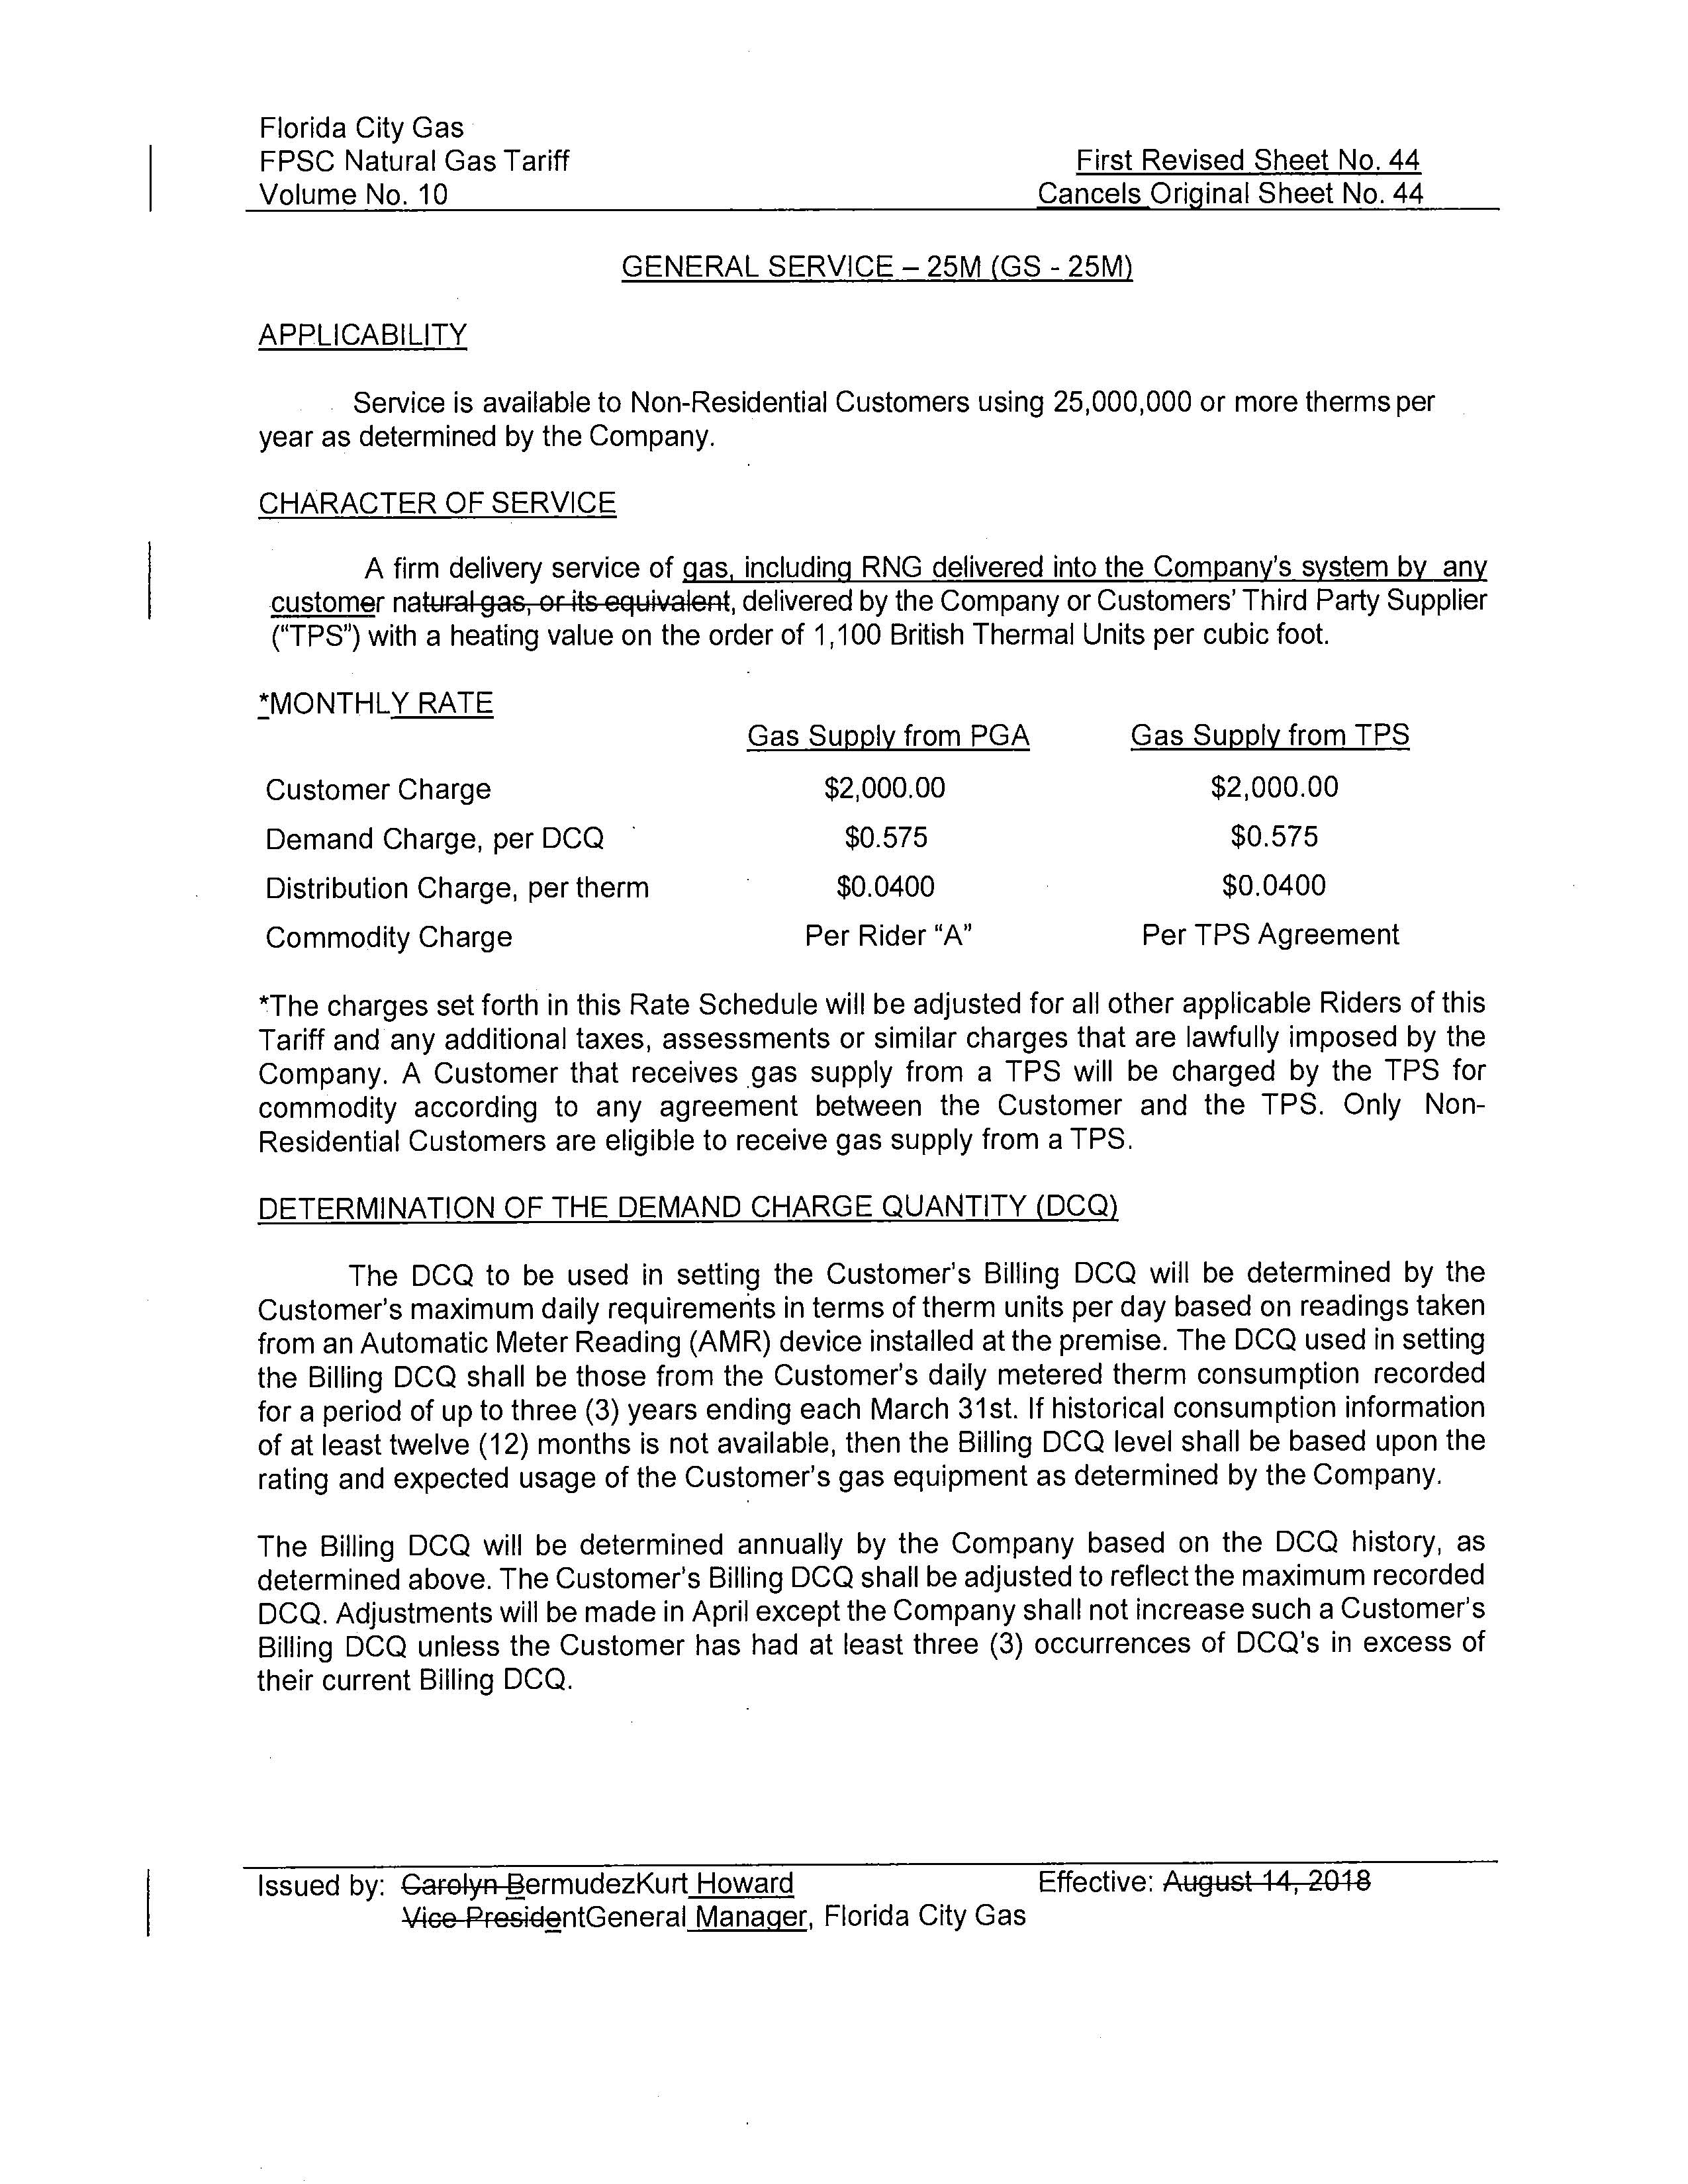 Florida City Gas
FPSC Natural Gas Tariff
First Revised Sheet No. 44
Volume No. 10
Cancels Original Sheet No. 44
GENERAL SERVICE – 25M (GS - 25M)
APPLICABILITY
Service is available to Non-Residential Customers using 25,000,000 or more therms per
year as determined by the Company.
CHARACTER OF SERVICE
A firm delivery service of gas, including RNG delivered into the Company's system by any
customer natural gas, or its equivalent, delivered by the Company or Customers' Third Party Supplier
("TPS") with a heating value on the order of 1,100 British Thermal Units per cubic foot.
*MONTHLY RATE
Gas Supply from PGA Gas Supply from TPS
Customer Charge $2,000.00 $2,000.00
Demand Charge, per DCQ $0.575 $0.575
Distribution Charge, per therm $0.0400 $0.0400
Commodity Charge Per Rider "A" Per TPS Agreement
*The charges set forth in this Rate Schedule will be adjusted for all other applicable Riders of this
Tariff and any additional taxes, assessments or similar charges that are lawfully imposed by the
Company. A Customer that receives gas supply from a TPS will be charged by the TPS for
commodity according to any agreement between the Customer and the TPS. Only Non-
Residential Customers are eligible to receive gas supply from a TPS.
DETERMINATION OF THE DEMAND CHARGE QUANTITY (DCQ)
The DCQ to be used in setting the Customer's Billing DCQ will be determined by the
Customer's maximum daily requirements in terms of therm units per day based on readings taken
from an Automatic Meter Reading (AMR) device installed at the premise. The DCQ used in setting
the Billing DCQ shall be those from the Customer's daily metered therm consumption recorded
for a period of up to three (3) years ending each March 31st. If historical consumption information
of at least twelve (12) months is not available, then the Billing DCQ level shall be based upon the
rating and expected usage of the Customer's gas equipment as determined by the Company.
The Billing DCQ will be determined annually by the Company based on the DCQ history, as
determined above. The Customer's Billing DCQ shall be adjusted to reflect the maximum recorded
DCQ. Adjustments will be made in April except the Company shall not increase such a Customer's
Billing DCQ unless the Customer has had at least three (3) occurrences of DCQ's in excess of
their current Billing DCQ.
Issued by: Carolyn BermudezKurt Howard Effective: August 14, 2018
Vice PresidentGeneral Manager, Florida City Gas